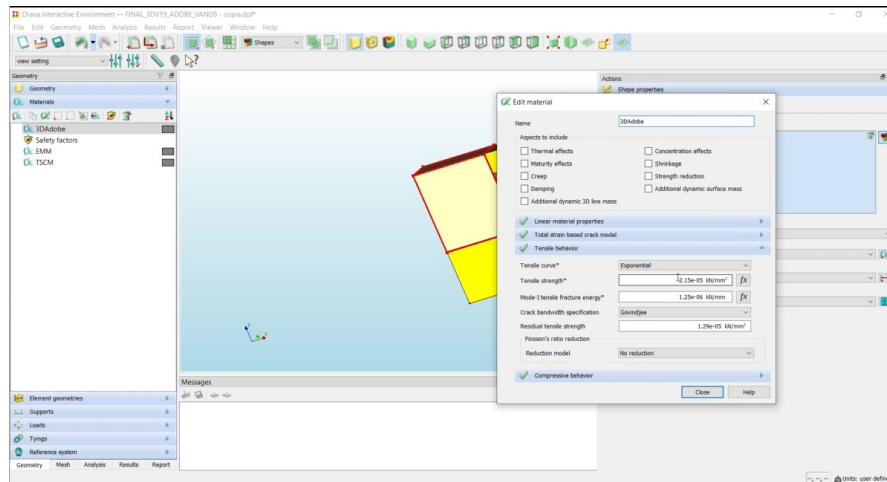 Diana Interactive Environment — FINAL_3DV19_ADOBE_VANOS - copia.dpf*
File Edit Geometry Mesh Analysis Results Report Viewer Window Help
Shapes
view setting
Geometry
Geometry
Materials
3DAdobe
Safety factors
EMM
TSCM
Element geometries
Supports
Loads
Tyings
Reference system
Geometry Mesh Analysis Results Report
Messages
Actions
Shape properties
Edit material
Name 3DAdobe
Aspects to include
Thermal effects Concentration effects
Maturity effects Shrinkage
Creep Strength reduction
Damping Additional dynamic surface mass
Additional dynamic 3D line mass
Linear material properties
Total strain based crack model
Tensile behavior
Tensile curve* Exponential
Tensile strength* 2.15e-05 kN/mm² fx
Mode-I tensile fracture energy* 1.25e-06 kN/mm fx
Crack bandwidth specification Govindjee
Residual tensile strength 1.29e-05 kN/mm²
Poisson's ratio reduction
Reduction model No reduction
Compressive behavior
Close Help
--, --, -- Units: user defin